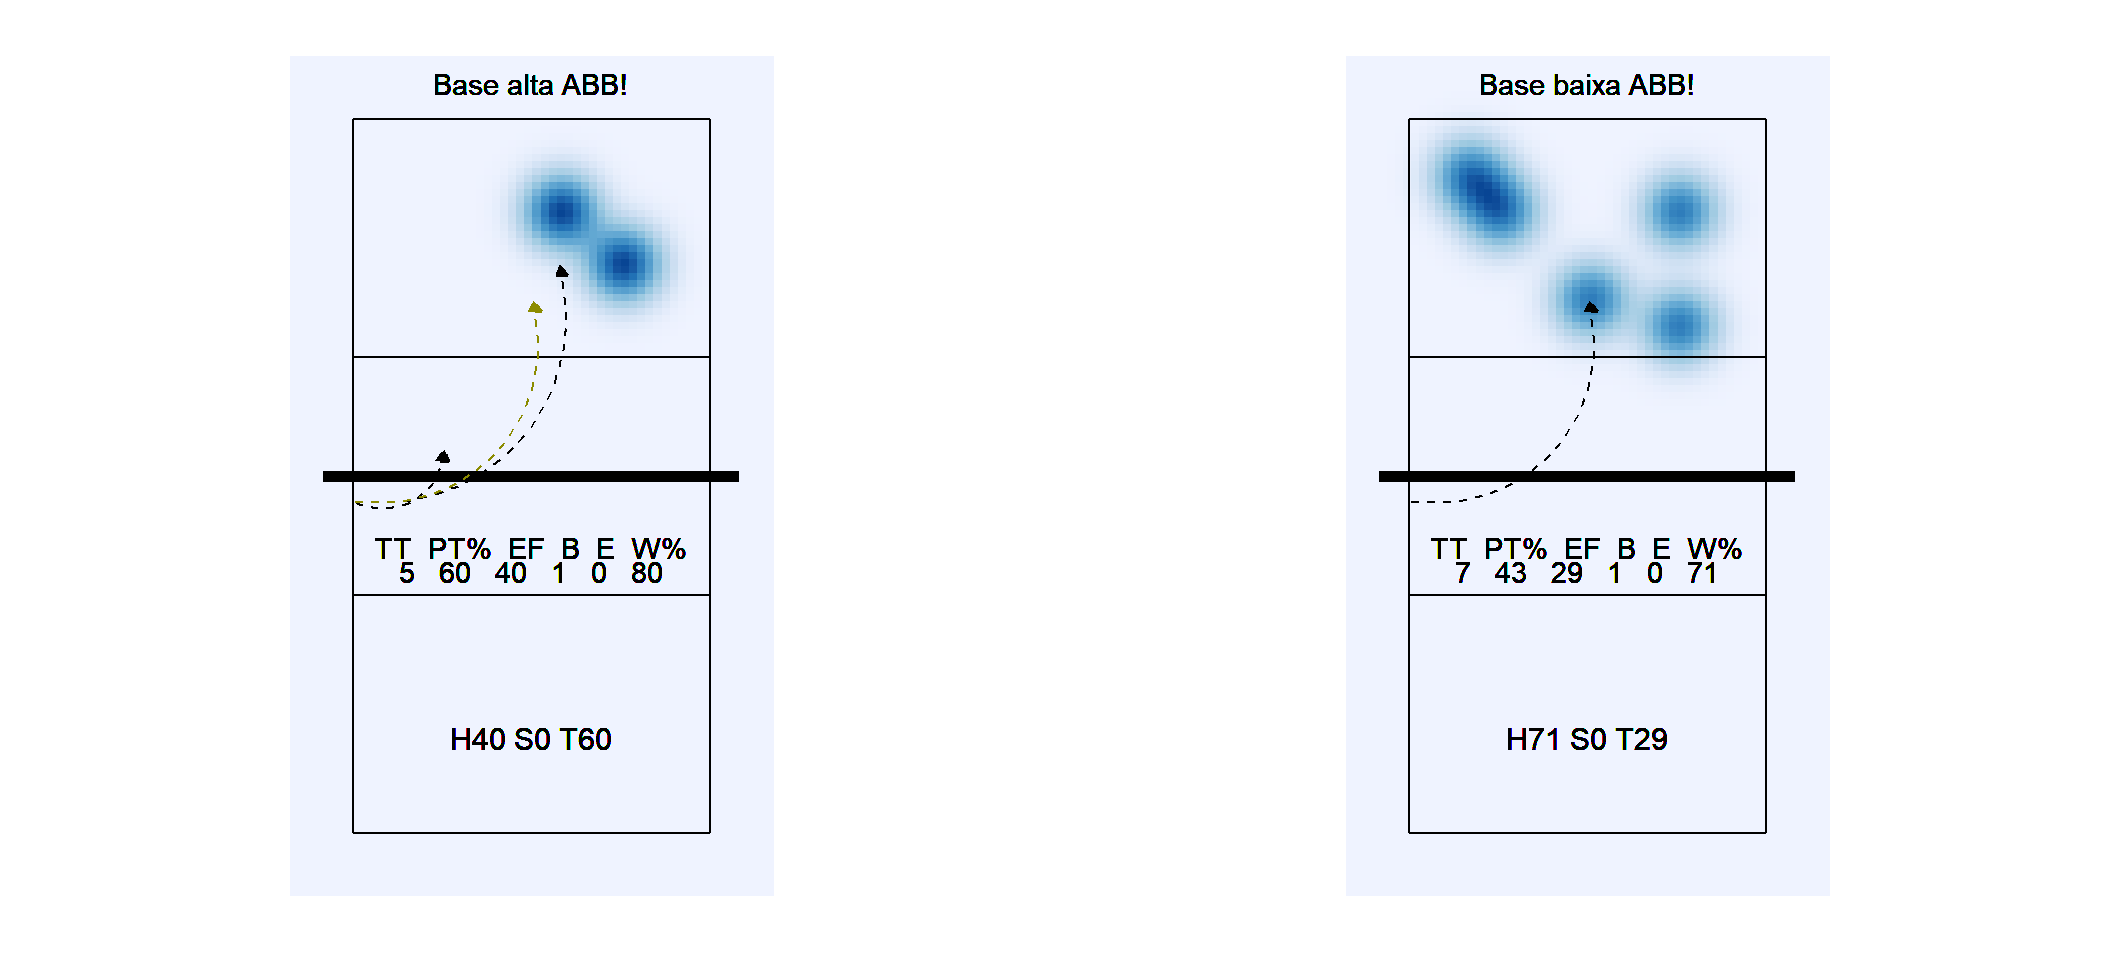 Base alta ABB!
TT PT% EF B E W%
5 60 40 1 0 80
H40 S0 T60
Base baixa ABB!
TT PT% EF B E W%
7 43 29 1 0 71
H71 S0 T29